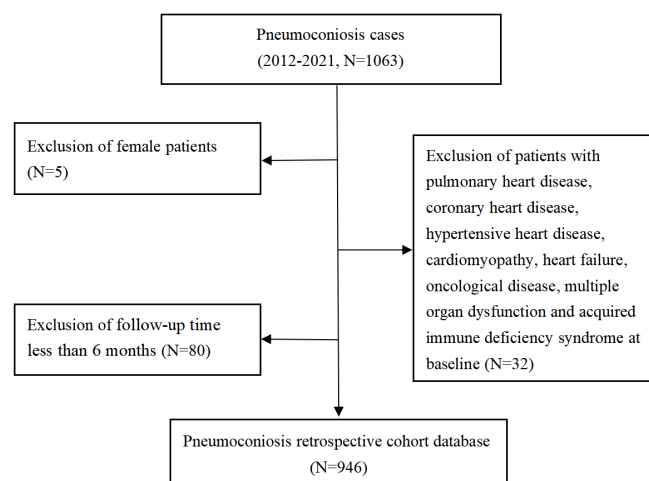 Pneumoconiosis cases
(2012-2021, N=1063)
Exclusion of female patients
(N=5)
Exclusion of patients with
pulmonary heart disease,
coronary heart disease,
hypertensive heart disease,
cardiomyopathy, heart failure,
oncological disease, multiple
organ dysfunction and acquired
immune deficiency syndrome at
baseline (N=32)
Exclusion of follow-up time
less than 6 months (N=80)
Pneumoconiosis retrospective cohort database
(N=946)